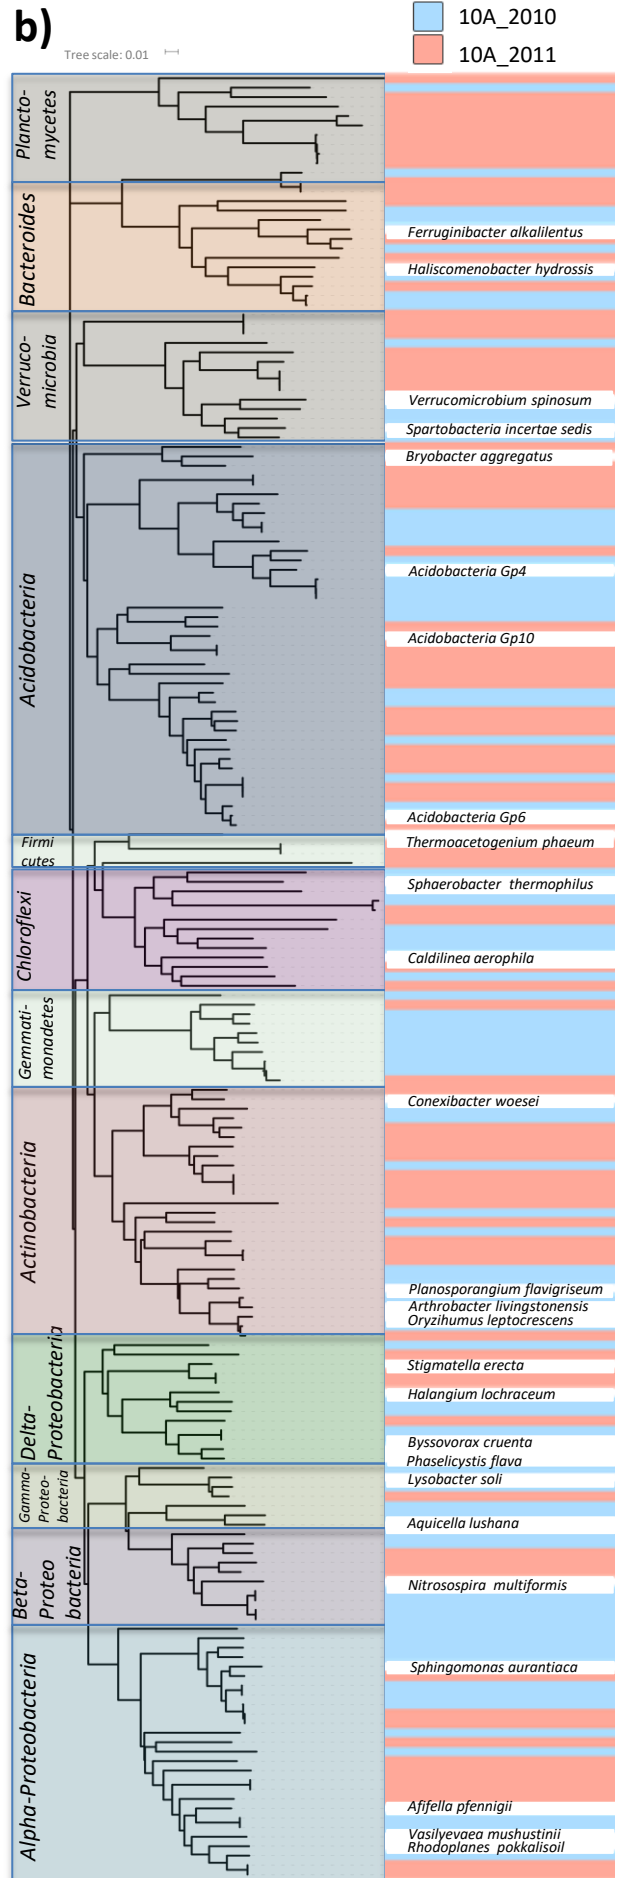 b)
10A_2010
Tree scale: 0.01
10A_2011
Plancto-
mycetes
Bacteroides
Ferruginibacter alkalilentus
Haliscomenobacter hydrossis
Verruco-
microbia
Verrucomicrobium spinosum
Spartobacteria incertae sedis
Bryobacter aggregatus
Acidobacteria
Acidobacteria Gp4
Acidobacteria Gp10
Acidobacteria Gp6
Firmi
cutes
Thermoacetogenium phaeum
Chloroflexi
Sphaerobacter thermophilus
Caldilinea aerophila
Gemmati-
monadetes
Actinobacteria
Conexibacter woesei
Planosporangium flavigriseum
Arthrobacter livingstonensis
Oryzihumus leptocrescens
Delta-
Proteobacteria
Stigmatella erecta
Halangium lochraceum
Byssovorax cruenta
Phaselicystis flava
Gamma-
Proteo-
bacteria
Lysobacter soli
Aquicella lushana
Beta-
Proteo
bacteria
Nitrosospira multiformis
Alpha-Proteobacteria
Sphingomonas aurantiaca
Afifella pfennigii
Vasilyevaea mushustinii
Rhodoplanes pokkalisoil